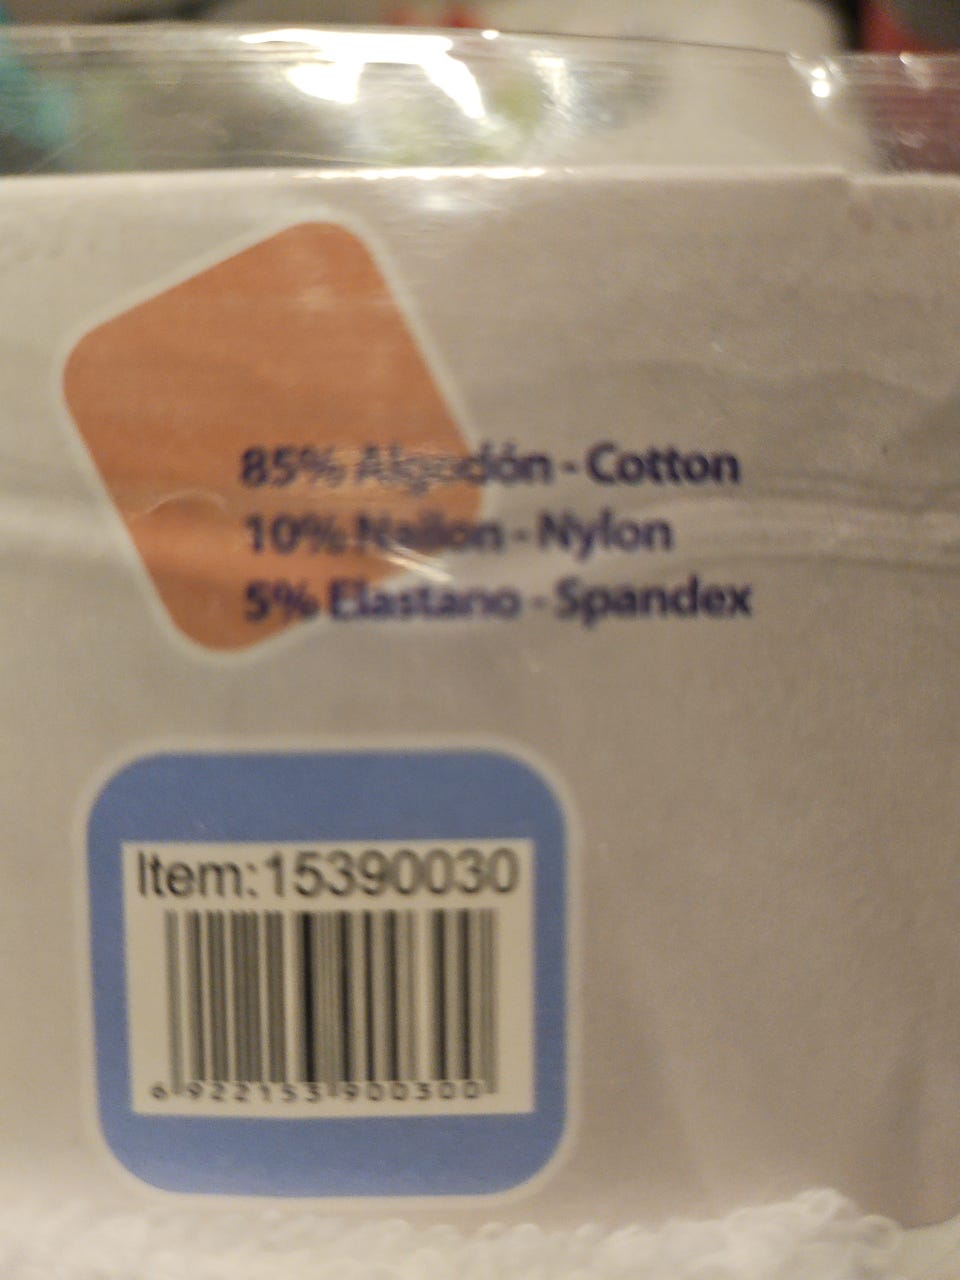 85% Algodón - Cotton
10% Nailon - Nylon
5% Elastano - Spandex
Item:15390030
6 922153 900300